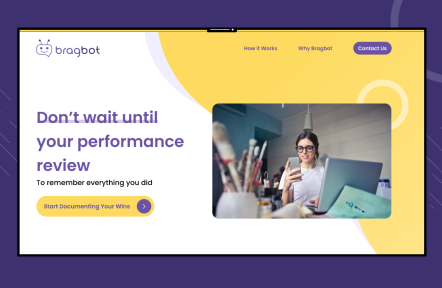 bragbot
How it Works
Why Bragbot
Contact Us
Don't wait until
your performance
review
To remember everything you did
Start Documenting Your Wins